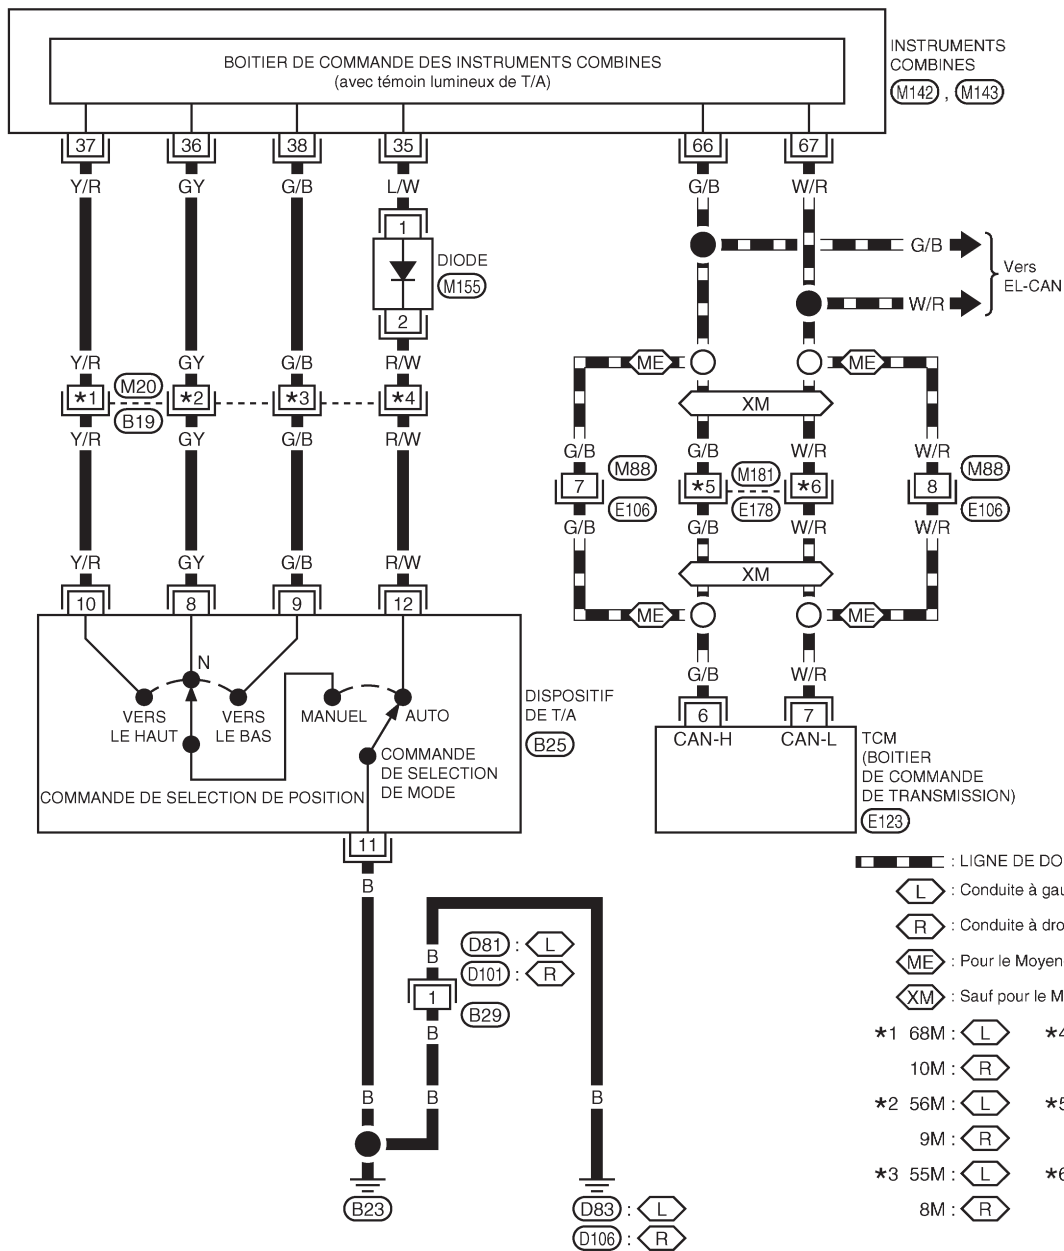 BOITIER DE COMMANDE DES INSTRUMENTS COMBINES
(avec témoin lumineux de T/A)
INSTRUMENTS
COMBINES
M142 , M143
37 36 38 35 66 67
Y/R GY G/B L/W G/B W/R
1
DIODE
M155
2
G/B
W/R
Vers
EL-CAN
Y/R GY G/B R/W
ME ME
*1 M20 *2 *3 *4
B19
XM
Y/R GY G/B R/W
G/B G/B W/R W/R
7 M88 *5 M181 *6 8 M88
E106 E178 E106
G/B G/B W/R W/R
Y/R GY G/B R/W
XM
10 8 9 12
ME ME
N
G/B W/R
VERS
LE HAUT
VERS
LE BAS
MANUEL AUTO
DISPOSITIF
DE T/A
B25
6 7
CAN-H CAN-L
TCM
(BOITIER
DE COMMANDE
DE TRANSMISSION)
E123
COMMANDE
DE SELECTION
DE MODE
COMMANDE DE SELECTION DE POSITION
11
B
: LIGNE DE DO
L : Conduite à gau
R : Conduite à dro
ME : Pour le Moyen
XM : Sauf pour le M
B
D81 : L
D101 : R
1
B29
B
B B B
*1 68M : L *4
10M : R
*2 56M : L *5
9M : R
*3 55M : L *6
8M : R
B23
D83 : L
D106 : R